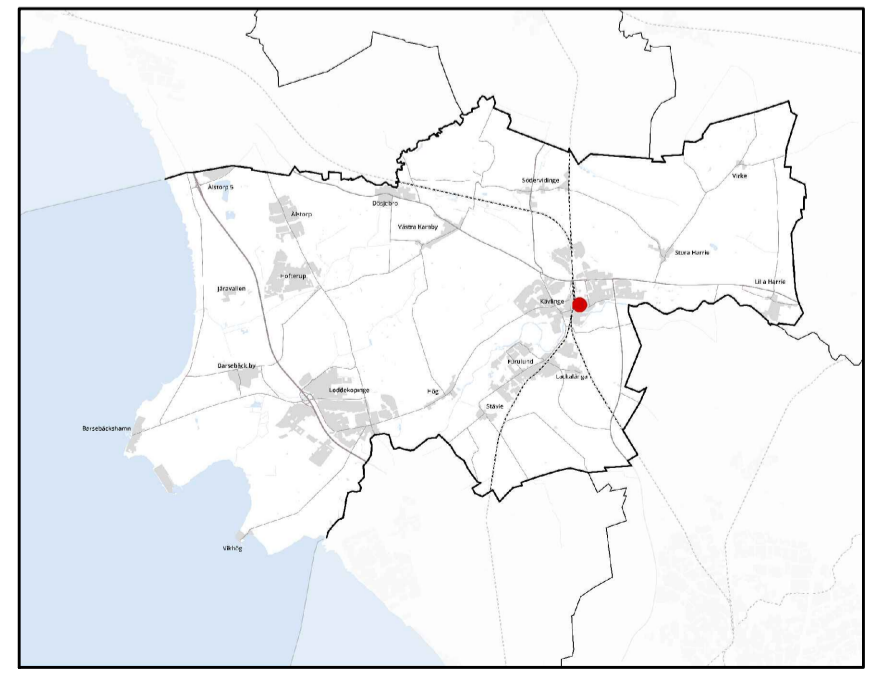 Södervidinge
Virke
Ålstorp S
Dösjebro
Ålstorp
Västra Karaby
Stora Harrie
Hofterup
Lilla Harrie
Järavallen
Kävlinge
Furulund
Barsebäck by
Lackalänga
Löddeköpinge
Hög
Stävie
Barsebäckshamn
Vikhög